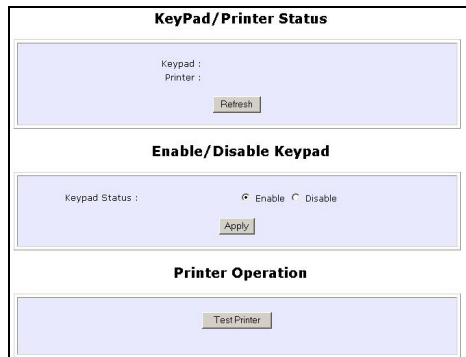 KeyPad/Printer Status
Keypad :
Printer :
Refresh
Enable/Disable Keypad
Keypad Status : Enable Disable
Apply
Printer Operation
Test Printer